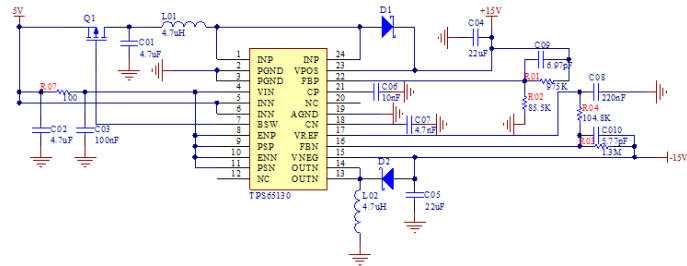 5V
Q1
L01
4.7uH
C01
4.7uF
D1
+15V
C04
22uF
C09
6.97pF
R01
975K
R02
85.5K
C08
220nF
R04
104.8K
C010
5.77pF
R03
1.3M
-15V
R07
100
C02
4.7uF
C03
100nF
1 INP INP 24
2 PGND VPOS 23
3 PGND FBP 22
4 VIN CP 21
5 INN NC 20
6 INN AGND 19
7 BSW CN 18
8 ENP VREF 17
9 PSP FBN 16
10 ENN VNEG 15
11 PSN OUTN 14
12 NC OUTN 13
TPS65130
C06
10nF
C07
4.7nF
D2
L02
4.7uH
C05
22uF